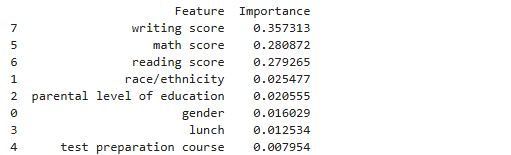 Feature Importance
7 writing score 0.357313
5 math score 0.280872
6 reading score 0.279265
1 race/ethnicity 0.025477
2 parental level of education 0.020555
0 gender 0.016029
3 lunch 0.012534
4 test preparation course 0.007954